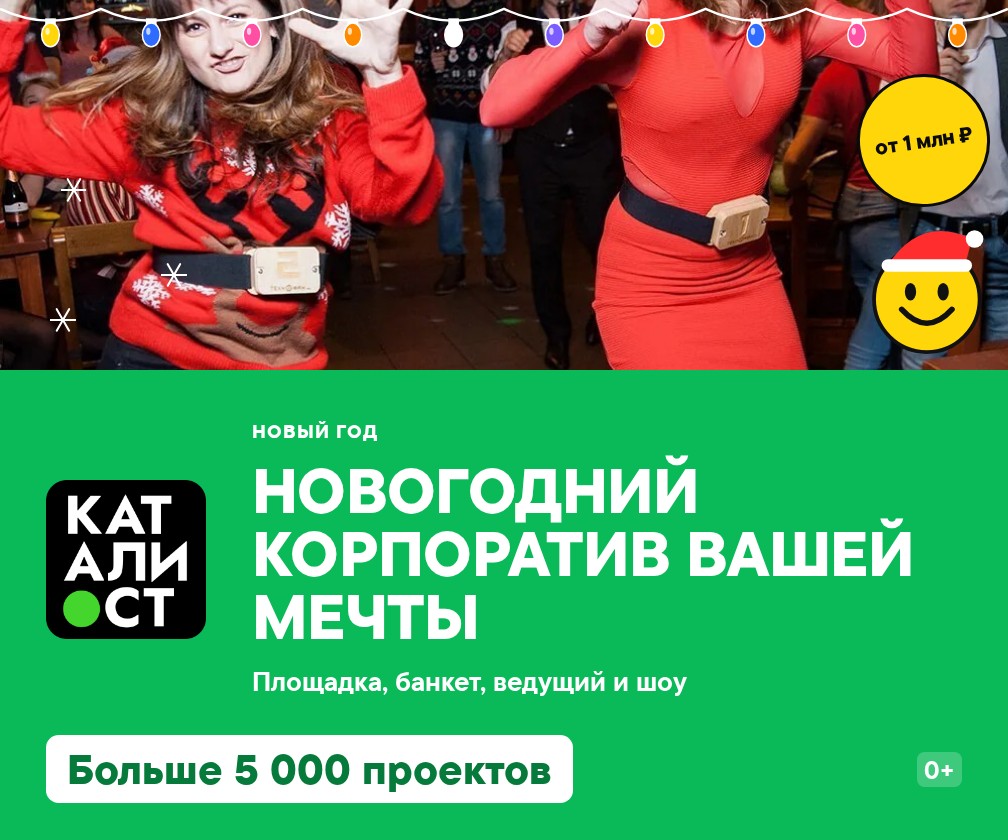 от 1 млн ₽
НОВЫЙ ГОД
НОВОГОДНИЙ
КОРПОРАТИВ ВАШЕЙ
МЕЧТЫ
КАТ
АЛИ
СТ
Площадка, банкет, ведущий и шоу
Больше 5 000 проектов
0+